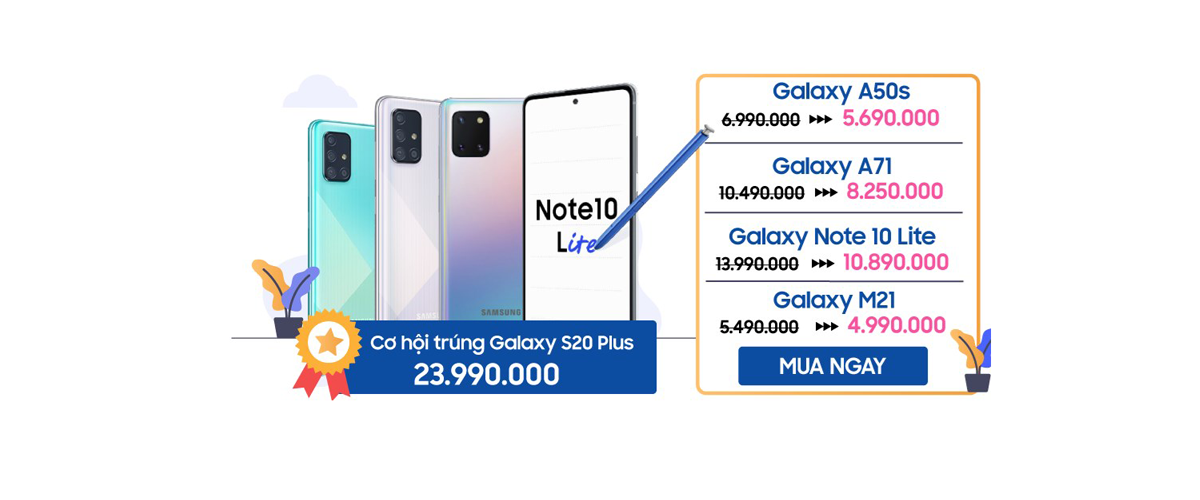 Note10
Lite
SAMSUNG
Cơ hội trúng Galaxy S20 Plus
23.990.000
Galaxy A50s
6.990.000 5.690.000
Galaxy A71
10.490.000 8.250.000
Galaxy Note 10 Lite
13.990.000 10.890.000
Galaxy M21
5.490.000 4.990.000
MUA NGAY